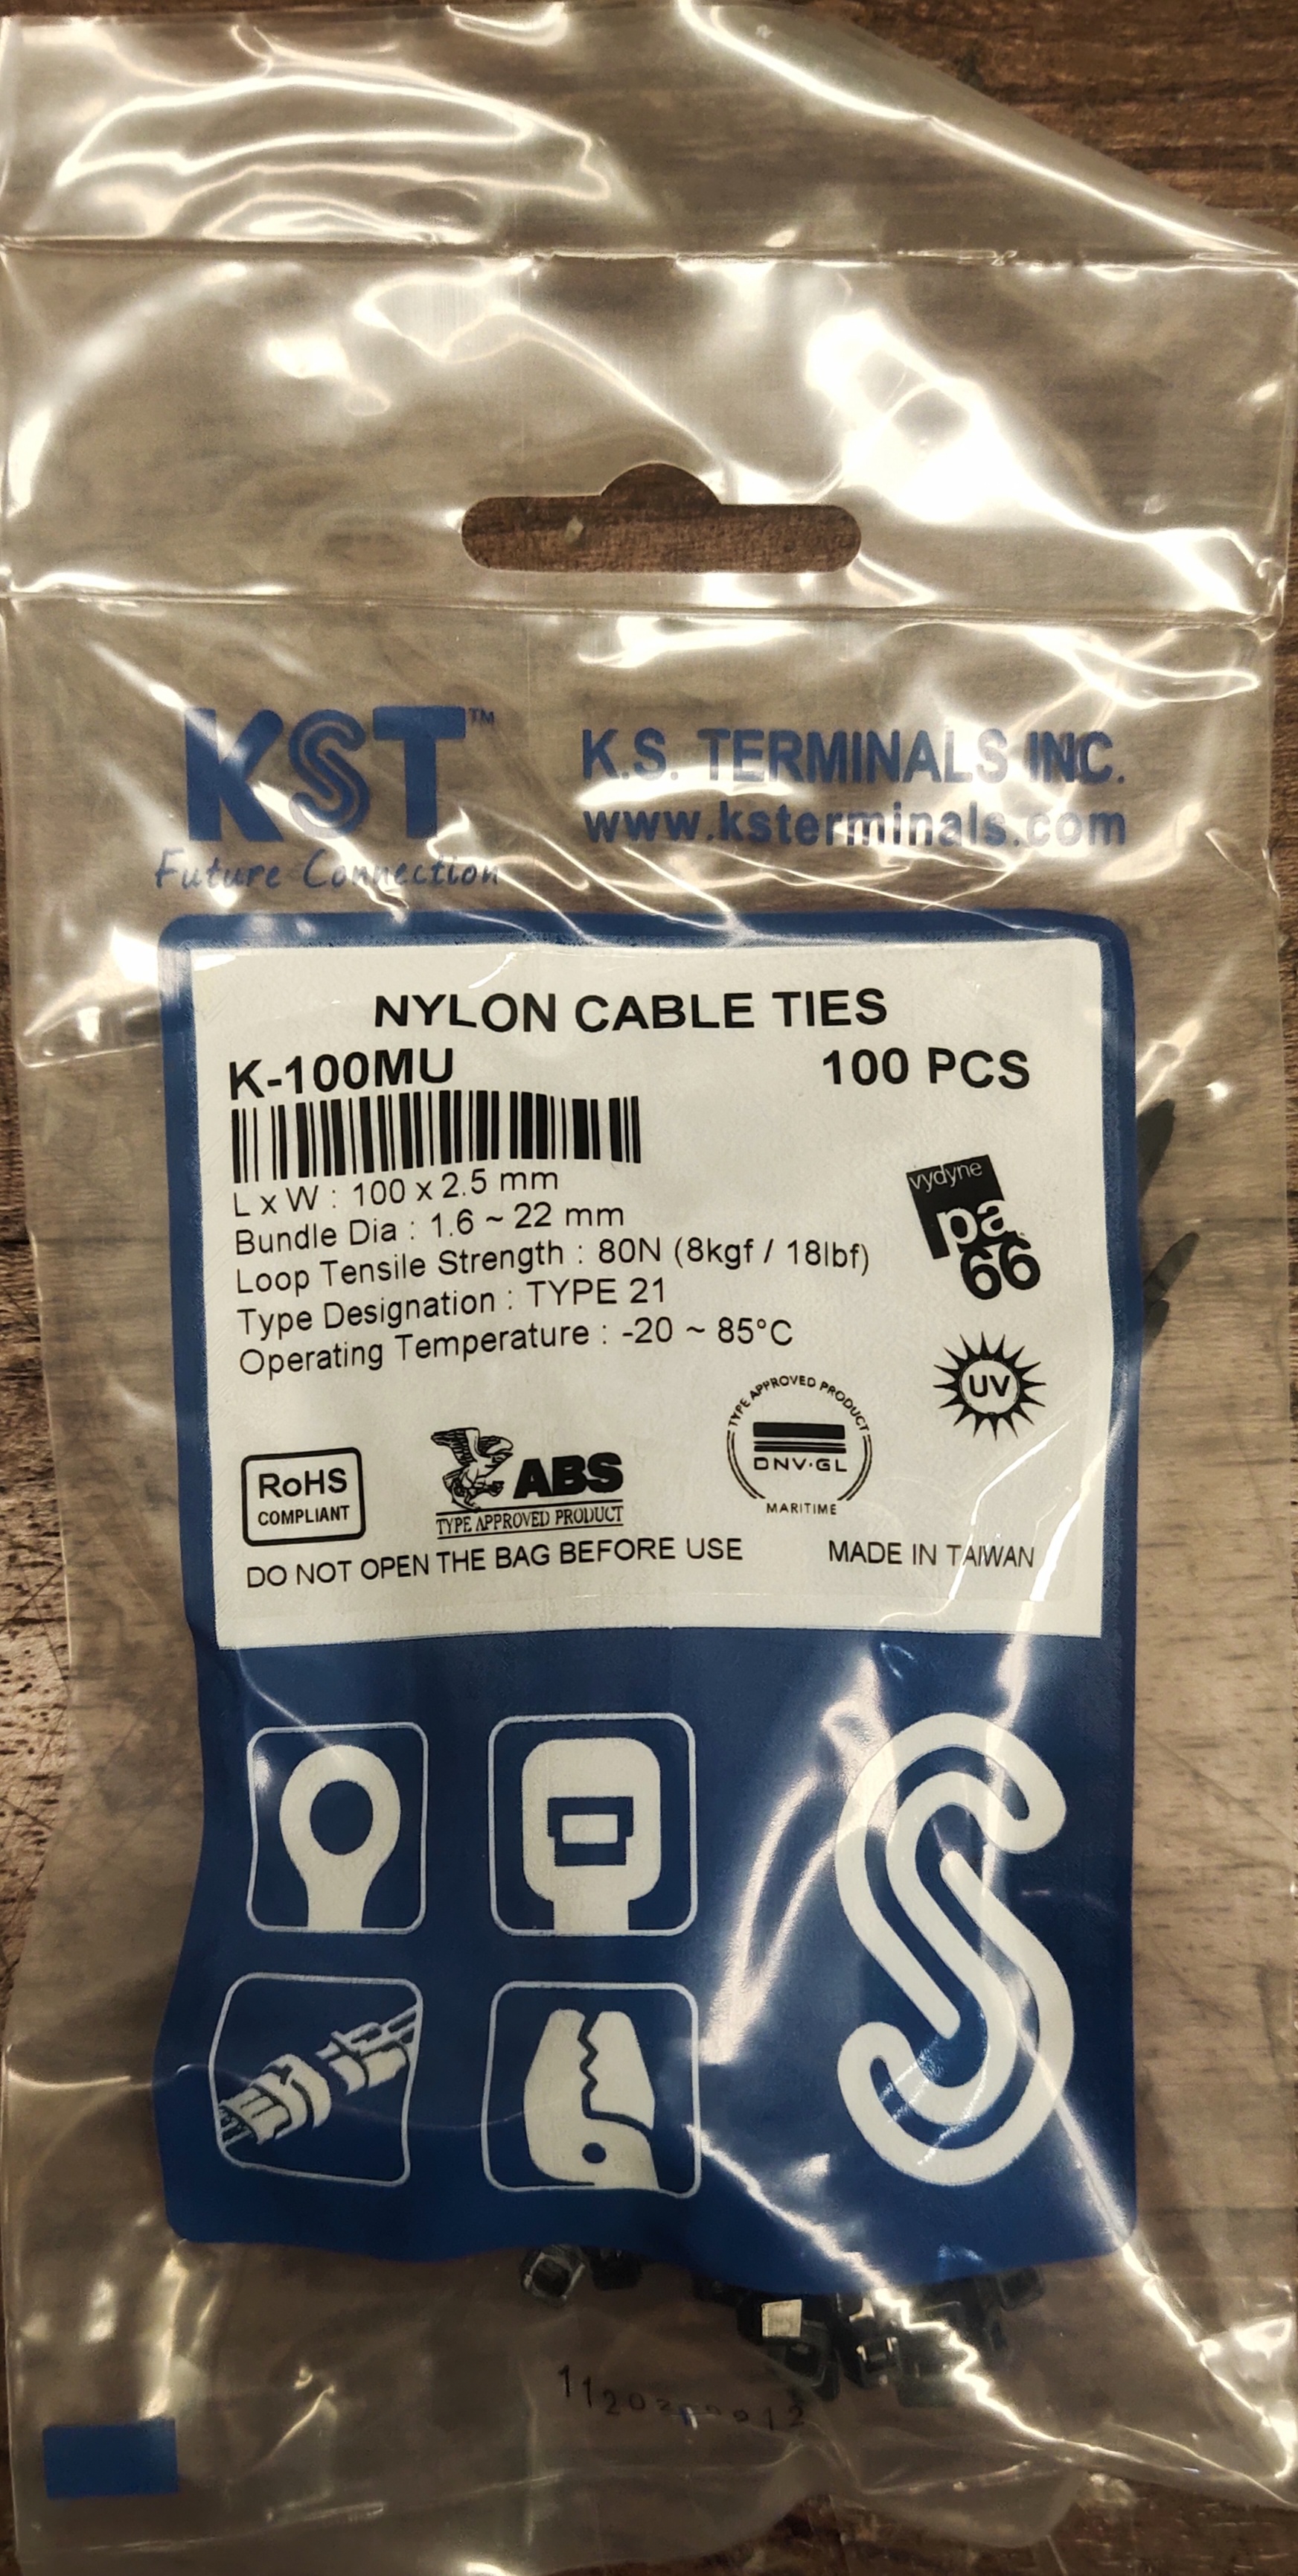 KST™
Future Connection
K.S. TERMINALS INC.
www.ksterminals.com
NYLON CABLE TIES
K-100MU
100 PCS
L x W : 100 x 2.5 mm
Bundle Dia : 1.6 ~ 22 mm
Loop Tensile Strength : 80N (8kgf / 18lbf)
Type Designation : TYPE 21
Operating Temperature : -20 ~ 85°C
vydyne
pa
66
UV
RoHS
COMPLIANT
ABS
TYPE APPROVED PRODUCT
TYPE APPROVED PRODUCT
DNV·GL
MARITIME
DO NOT OPEN THE BAG BEFORE USE
MADE IN TAIWAN